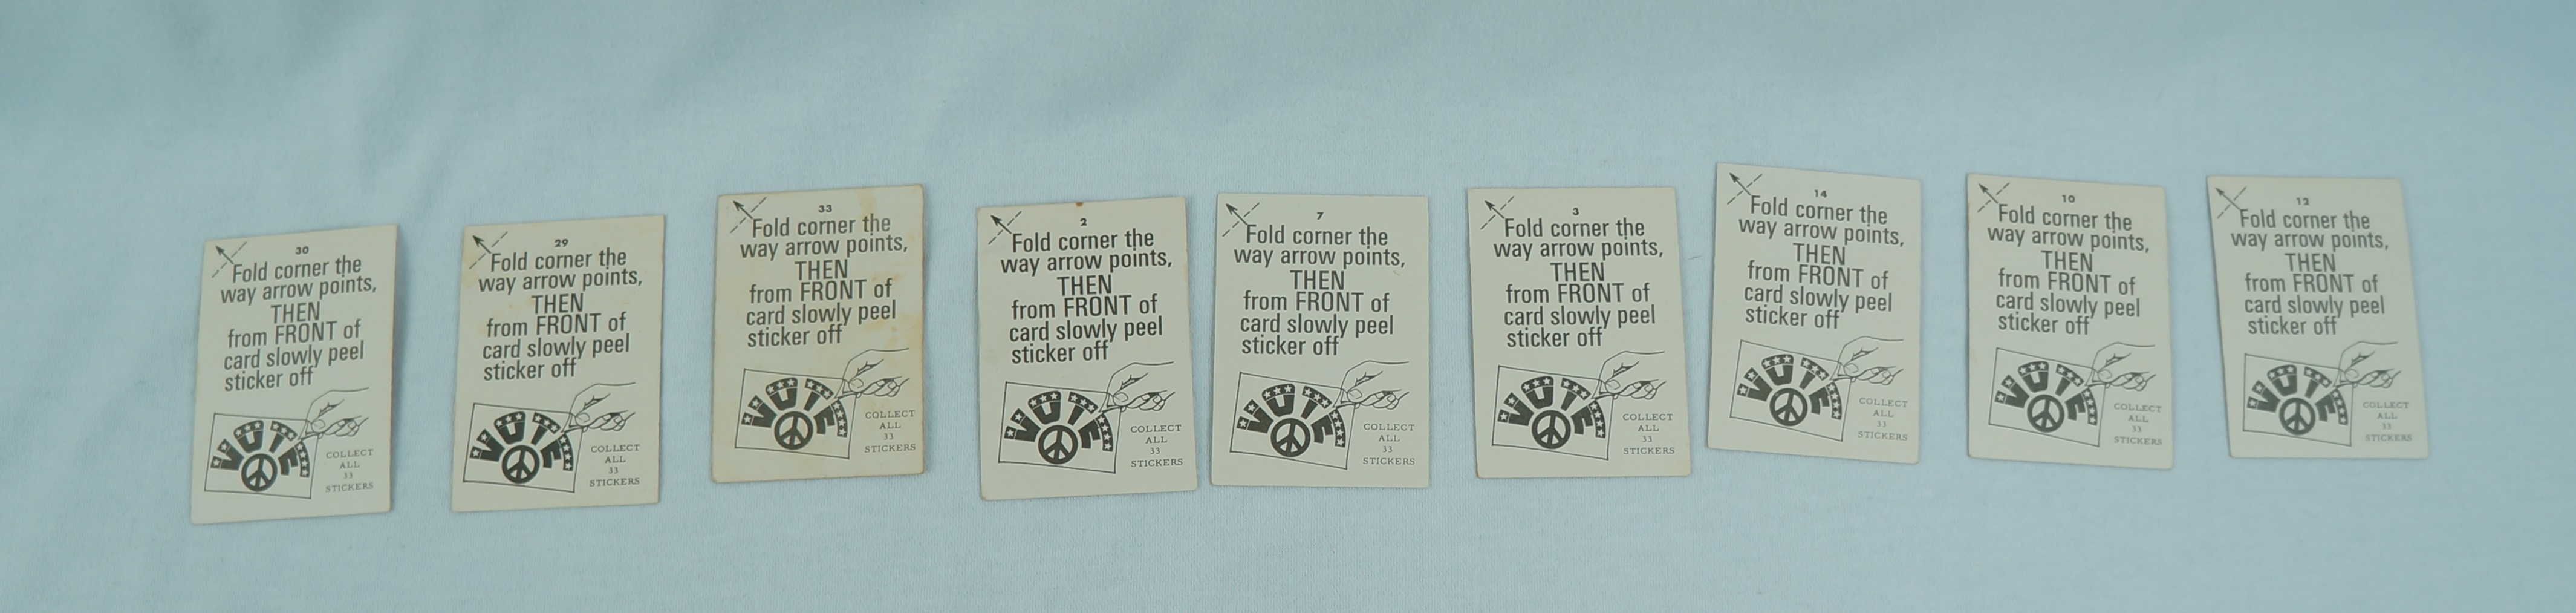 30
Fold corner the
way arrow points,
THEN
from FRONT of
card slowly peel
sticker off
VOTE
COLLECT
ALL
33
STICKERS
29
Fold corner the
way arrow points,
THEN
from FRONT of
card slowly peel
sticker off
VOTE
COLLECT
ALL
33
STICKERS
33
Fold corner the
way arrow points,
THEN
from FRONT of
card slowly peel
sticker off
VOTE
COLLECT
ALL
33
STICKERS
2
Fold corner the
way arrow points,
THEN
from FRONT of
card slowly peel
sticker off
VOTE
COLLECT
ALL
33
STICKERS
7
Fold corner the
way arrow points,
THEN
from FRONT of
card slowly peel
sticker off
VOTE
COLLECT
ALL
33
STICKERS
3
Fold corner the
way arrow points,
THEN
from FRONT of
card slowly peel
sticker off
VOTE
COLLECT
ALL
33
STICKERS
14
Fold corner the
way arrow points,
THEN
from FRONT of
card slowly peel
sticker off
VOTE
COLLECT
ALL
33
STICKERS
10
Fold corner the
way arrow points,
THEN
from FRONT of
card slowly peel
sticker off
VOTE
COLLECT
ALL
33
STICKERS
12
Fold corner the
way arrow points,
THEN
from FRONT of
card slowly peel
sticker off
VOTE
COLLECT
ALL
33
STICKERS